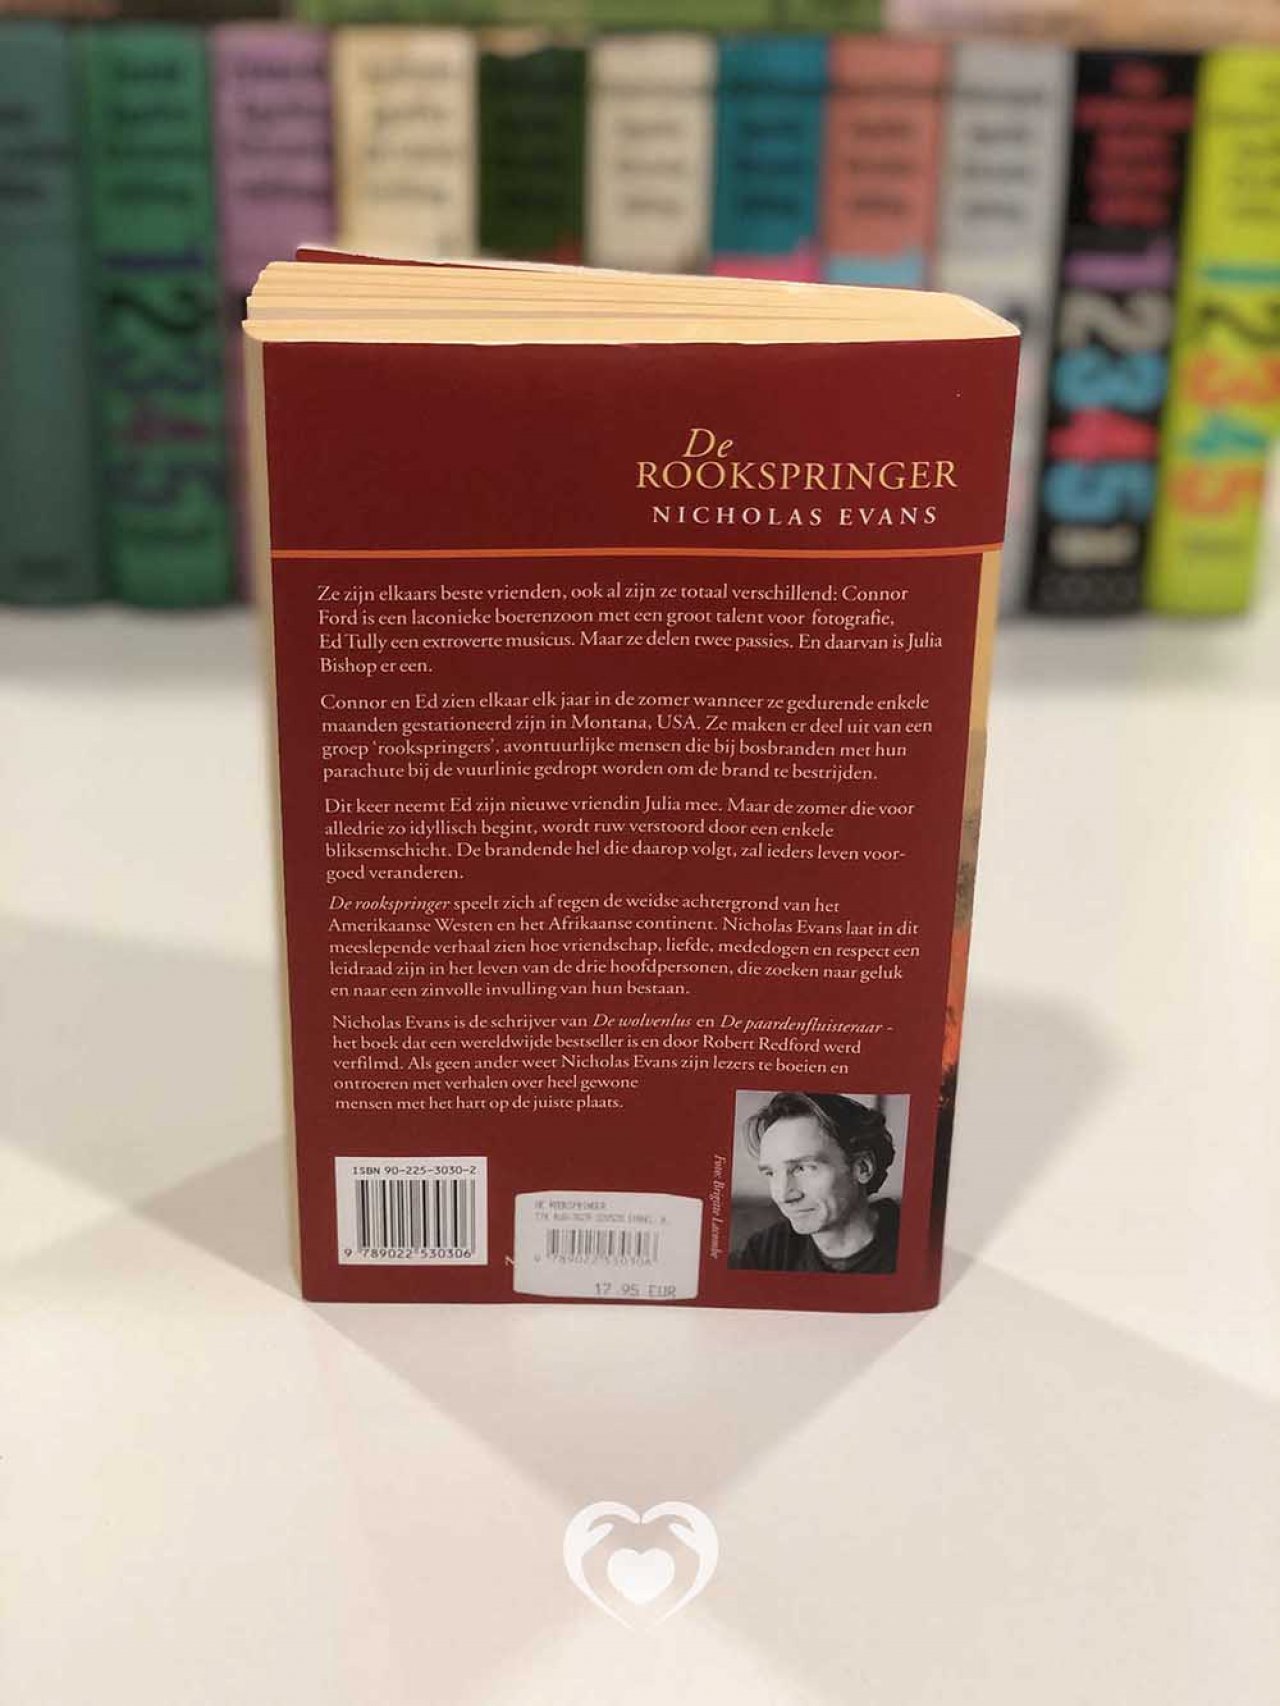 De
ROOKSPRINGER
NICHOLAS EVANS
Ze zijn elkaars beste vrienden, ook al zijn ze totaal verschillend: Connor
Ford is een laconieke boerenzoon met een groot talent voor fotografie,
Ed Tully een extroverte musicus. Maar ze delen twee passies. En daarvan is Julia
Bishop er een.
Connor en Ed zien elkaar elk jaar in de zomer wanneer ze gedurende enkele
maanden gestationeerd zijn in Montana, USA. Ze maken er deel uit van een
groep ‘rookspringers’, avontuurlijke mensen die bij bosbranden met hun
parachute bij de vuurlinie gedropt worden om de brand te bestrijden.
Dit keer neemt Ed zijn nieuwe vriendin Julia mee. Maar de zomer die voor
alledrie zo idyllisch begint, wordt ruw verstoord door een enkele
bliksemschicht. De brandende hel die daarop volgt, zal ieders leven voor-
goed veranderen.
De rookspringer speelt zich af tegen de weidse achtergrond van het
Amerikaanse Westen en het Afrikaanse continent. Nicholas Evans laat in dit
meeslepende verhaal zien hoe vriendschap, liefde, mededogen en respect een
leidraad zijn in het leven van de drie hoofdpersonen, die zoeken naar geluk
en naar een zinvolle invulling van hun bestaan.
Nicholas Evans is de schrijver van De wolvenlus en De paardenfluisteraar -
het boek dat een wereldwijde bestseller is en door Robert Redford werd
verfilmd. Als geen ander weet Nicholas Evans zijn lezers te boeien en
ontroeren met verhalen over heel gewone
mensen met het hart op de juiste plaats.
Foto: Brigitte Lacombe
ISBN 90-225-3030-2
9 789022 530306
DE ROOKSPRINGER
9 789022 530306
17.95 EUR